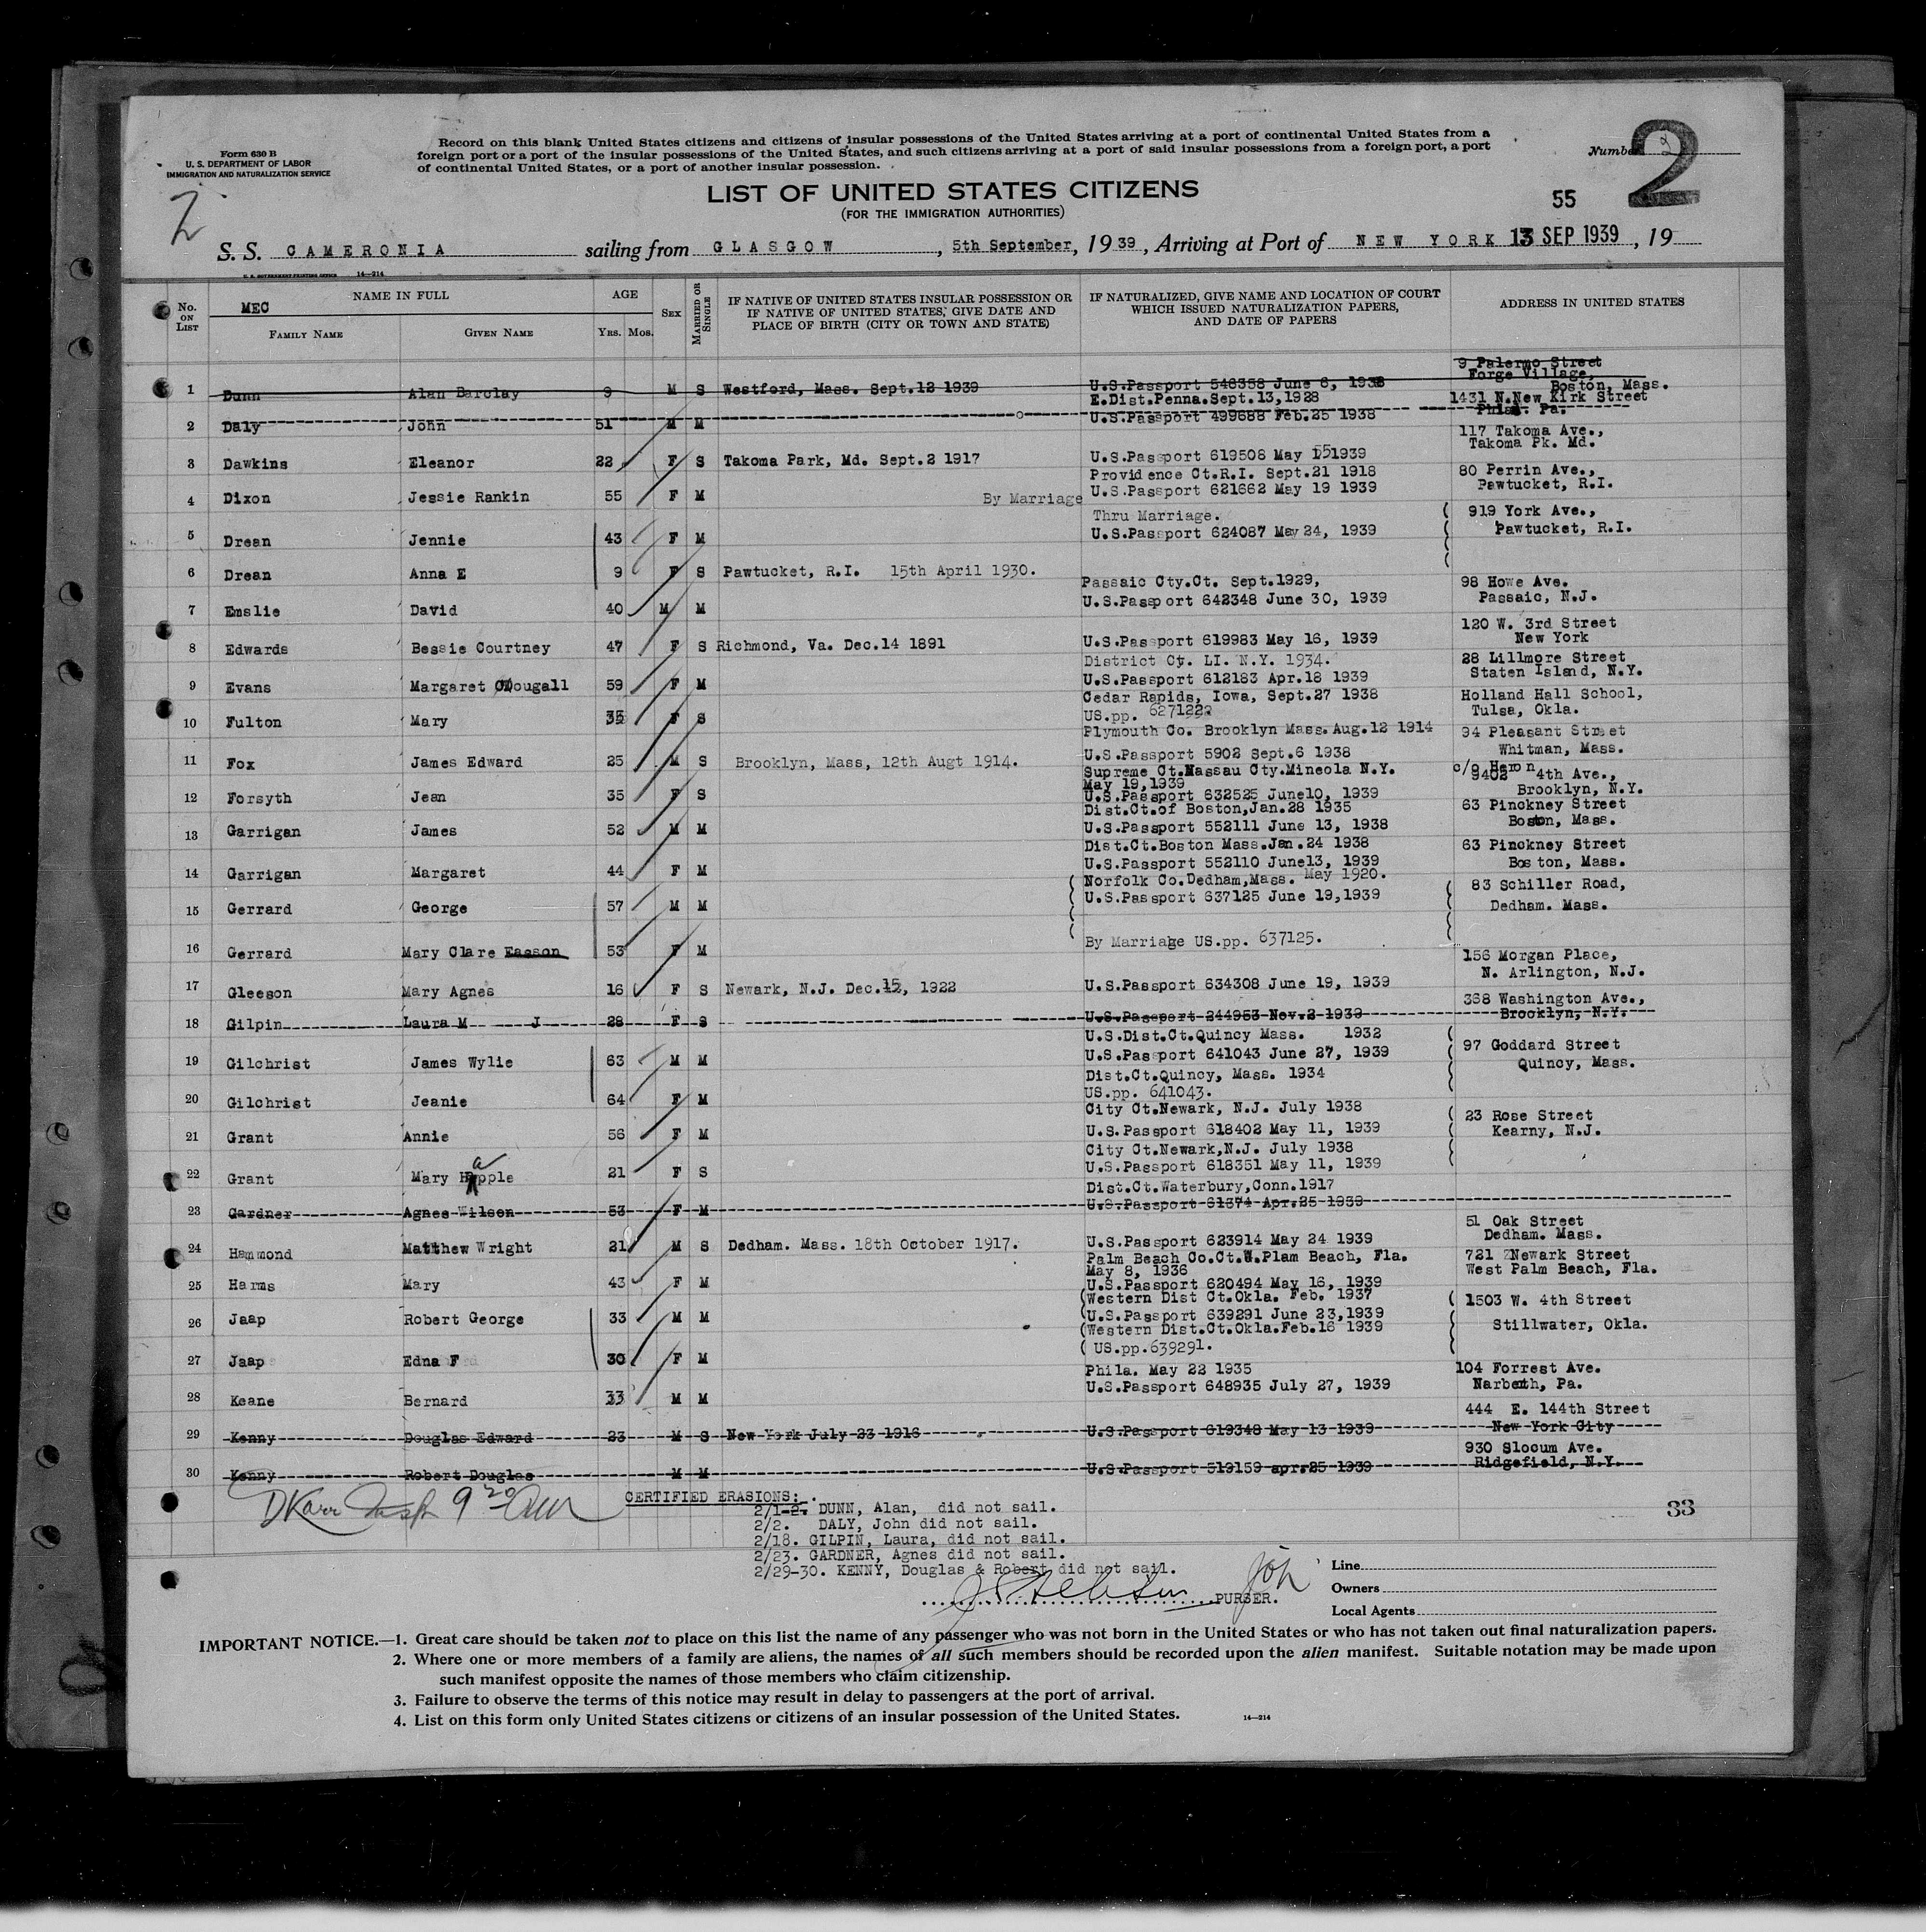 Form 630 B
U. S. DEPARTMENT OF LABOR
IMMIGRATION AND NATURALIZATION SERVICE
Record on this blank United States citizens and citizens of insular possessions of the United States arriving at a port of continental United States from a
foreign port or a port of the insular possessions of the United States, and such citizens arriving at a port of said insular possessions from a foreign port, a port
of continental United States, or a port of another insular possession.
Number 2
2
2
LIST OF UNITED STATES CITIZENS
(FOR THE IMMIGRATION AUTHORITIES)
55
S. S. CAMERONIA sailing from GLASGOW, 5th September, 1939, Arriving at Port of NEW YORK 13 SEP 1939, 19
U. S. GOVERNMENT PRINTING OFFICE 14—214
No. ON LIST
NAME IN FULL
MEC
FAMILY NAME
GIVEN NAME
AGE
YRS. MOS.
SEX
MARRIED OR SINGLE
IF NATIVE OF UNITED STATES INSULAR POSSESSION OR
IF NATIVE OF UNITED STATES, GIVE DATE AND
PLACE OF BIRTH (CITY OR TOWN AND STATE)
IF NATURALIZED, GIVE NAME AND LOCATION OF COURT
WHICH ISSUED NATURALIZATION PAPERS,
AND DATE OF PAPERS
ADDRESS IN UNITED STATES
9 Palermo Street
Forge Village,
1 Dunn Alan Barclay 9 M S Westford, Mass. Sept.12 1939 U.S.Passport 546358 June 6, 1938 Boston, Mass.
E.Dist.Penna.Sept.13,1928 1431 N.New Kirk Street
2 Daly John 51 M M U.S.Passport 499688 Feb.25 1938 Phia. Pa.
117 Takoma Ave.,
Takoma Pk. Md.
3 Dawkins Eleanor 22 F S Takoma Park, Md. Sept.2 1917 U.S.Passport 619508 May 1939
Providence Ct.R.I. Sept.21 1918 80 Perrin Ave.,
4 Dixon Jessie Rankin 55 F M By Marriage U.S.Passport 621662 May 19 1939 Pawtucket, R.I.
Thru Marriage. 919 York Ave.,
5 Drean Jennie 43 F M U.S.Passport 624087 May 24, 1939 Pawtucket, R.I.
6 Drean Anna E 9 F S Pawtucket, R.I. 15th April 1930.
Passaic Cty.Ct. Sept.1929, 98 Howe Ave.
7 Emslie David 40 M M U.S.Passport 642348 June 30, 1939 Passaic, N.J.
120 W. 3rd Street
8 Edwards Bessie Courtney 47 F S Richmond, Va. Dec.14 1891 U.S.Passport 619983 May 16, 1939 New York
District Ct. LI. N.Y. 1934. 28 Lillmore Street
9 Evans Margaret Dougall 59 F M U.S.Passport 612183 Apr.18 1939 Staten Island, N.Y.
Cedar Rapids, Iowa, Sept.27 1938 Holland Hall School,
10 Fulton Mary 35 F S US.pp. Tulsa, Okla.
Plymouth Co. Brooklyn Mass.Aug.12 1914 94 Pleasant Street
11 Fox James Edward 25 M S Brooklyn, Mass, 12th Augt 1914. U.S.Passport 5902 Sept.6 1938 Whitman, Mass.
Supreme Ct.Nassau Cty.Mineola N.Y. c/o Heron
May 19,1939 9402 4th Ave.,
12 Forsyth Jean 35 F S U.S.Passport 632525 June10, 1939 Brooklyn, N.Y.
Dist.Ct.of Boston,Jan.28 1935 63 Pinckney Street
13 Garrigan James 52 M M U.S.Passport 552111 June 13, 1938 Boston, Mass.
Dist.Ct.Boston Mass.Jan.24 1938 63 Pinckney Street
14 Garrigan Margaret 44 F M U.S.Passport 552110 June13, 1939 Boston, Mass.
Norfolk Co.Dedham,Mass. May 1920. 83 Schiller Road,
15 Gerrard George 57 M M U.S.Passport 637125 June 19,1939 Dedham. Mass.
16 Gerrard Mary Clare Easson 53 F M By Marriage US.pp. 637125.
156 Morgan Place,
N. Arlington, N.J.
17 Gleeson Mary Agnes 16 F S Newark, N.J. Dec.15, 1922 U.S.Passport 634308 June 19, 1939
368 Washington Ave.,
18 Gilpin Laura M J 28 F S U.S.Passport 244953 Nov.2 1939 Brooklyn, N.Y.
U.S.Dist.Ct.Quincy Mass. 1932
19 Gilchrist James Wylie 63 M M U.S.Passport 641043 June 27, 1939 97 Goddard Street
Quincy, Mass.
Dist.Ct.Quincy, Mass. 1934
20 Gilchrist Jeanie 64 F M US.pp. 641043.
City Ct.Newark, N.J. July 1938 23 Rose Street
21 Grant Annie 56 F M U.S.Passport 618402 May 11, 1939 Kearny, N.J.
City Ct.Newark,N.J. July 1938
22 Grant Mary Happle 21 F S U.S.Passport 618351 May 11, 1939
Dist.Ct.Waterbury,Conn.1917
23 Gardner Agnes Wilson 53 F M U.S.Passport 61374 Apr.25 1939
51 Oak Street
24 Hammond Matthew Wright 21 M S Dedham. Mass. 18th October 1917. U.S.Passport 623914 May 24 1939 Dedham. Mass.
Palm Beach Co.Ct.W.Plam Beach, Fla. 721 Newark Street
May 8, 1936 West Palm Beach, Fla.
25 Harms Mary 43 F M U.S.Passport 620494 May 16, 1939
Western Dist Ct.Okla. Feb. 1937 1503 W. 4th Street
26 Jaap Robert George 33 M M U.S.Passport 639291 June 23,1939 Stillwater, Okla.
Western Dist.Ct.Okla.Feb.16 1939
27 Jaap Edna F 30 F M US.pp.639291.
Phila. May 22 1935 104 Forrest Ave.
28 Keane Bernard 33 M M U.S.Passport 648935 July 27, 1939 Narbeth, Pa.
444 E. 144th Street
29 Kenny Douglas Edward 23 M S New York July 23 1916 U.S.Passport 619348 May 13 1939 New York City
930 Slocum Ave.
30 Kenny Robert Douglas M M U.S.Passport 519159 apr.25 1939 Ridgefield, N.Y.
CERTIFIED ERASIONS:
2/1-2. DUNN, Alan, did not sail.
2/2. DALY, John did not sail.
2/18. GILPIN, Laura, did not sail.
2/23. GARDNER, Agnes did not sail.
2/29-30. KENNY, Douglas & Robert did not sail.
33
PURSER.
Line
Owners
Local Agents
IMPORTANT NOTICE.—1. Great care should be taken not to place on this list the name of any passenger who was not born in the United States or who has not taken out final naturalization papers.
2. Where one or more members of a family are aliens, the names of all such members should be recorded upon the alien manifest. Suitable notation may be made upon
such manifest opposite the names of those members who claim citizenship.
3. Failure to observe the terms of this notice may result in delay to passengers at the port of arrival.
4. List on this form only United States citizens or citizens of an insular possession of the United States. 14—214